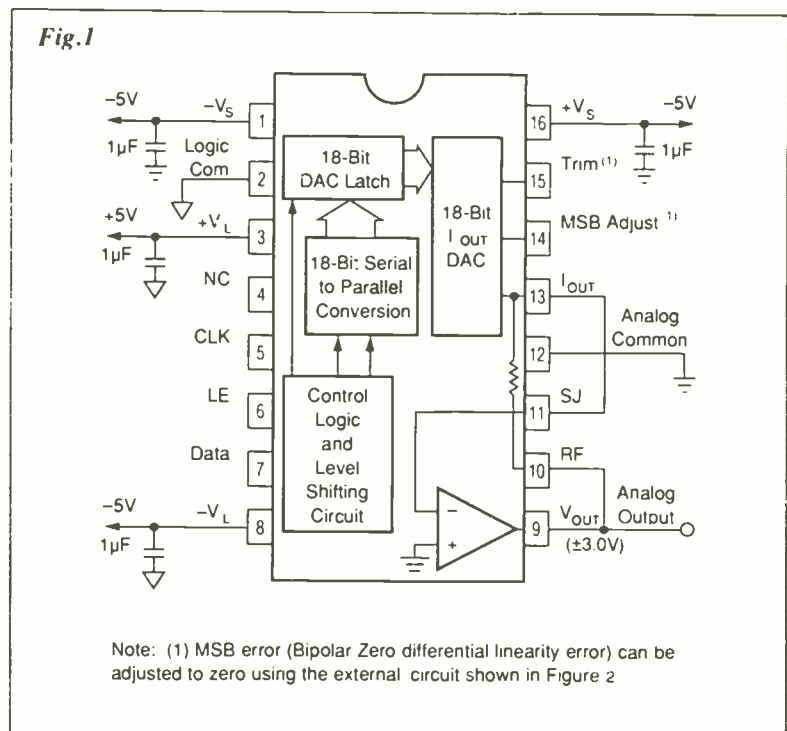 Fig.1
–5V
–VS
1
1µF
Logic
Com
2
+5V
+VL
3
1µF
NC
4
CLK
5
LE
6
Data
7
–5V
–VL
8
1µF
18-Bit
DAC Latch
18-Bi: Serial
to Parallel
Conversion
Control
Logic
and
Level
Shifting
Circuit
18-Bit
I OUT
DAC
–
+
16
+VS
–5V
1µF
15
Trim (1)
14
MSB Adjust 1)
13
IOUT
12
Analog
Common
11
SJ
10
RF
9
VOUT
(±3.0V)
Analog
Output
Note: (1) MSB error (Bipolar Zero differential linearity error) can be
adjusted to zero using the external circuit shown in Figure 2